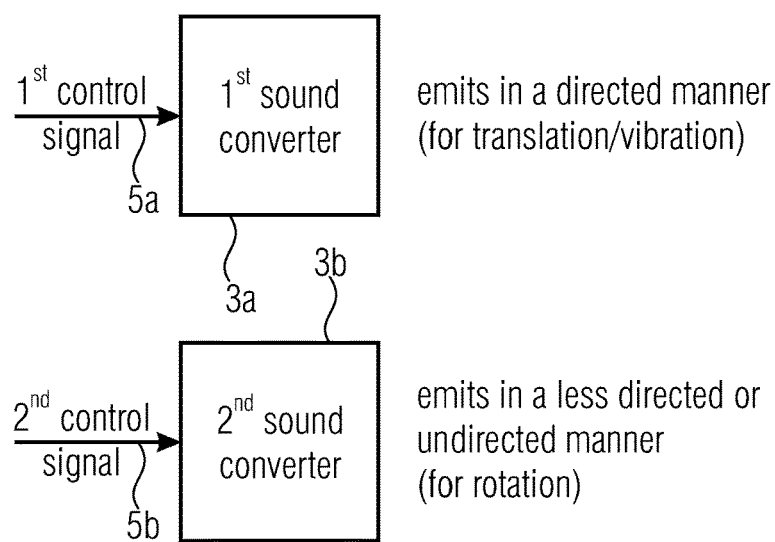 1st control
signal
5a
1st sound
converter
emits in a directed manner
(for translation/vibration)
3a
3b
2nd control
signal
5b
2nd sound
converter
emits in a less directed or
undirected manner
(for rotation)